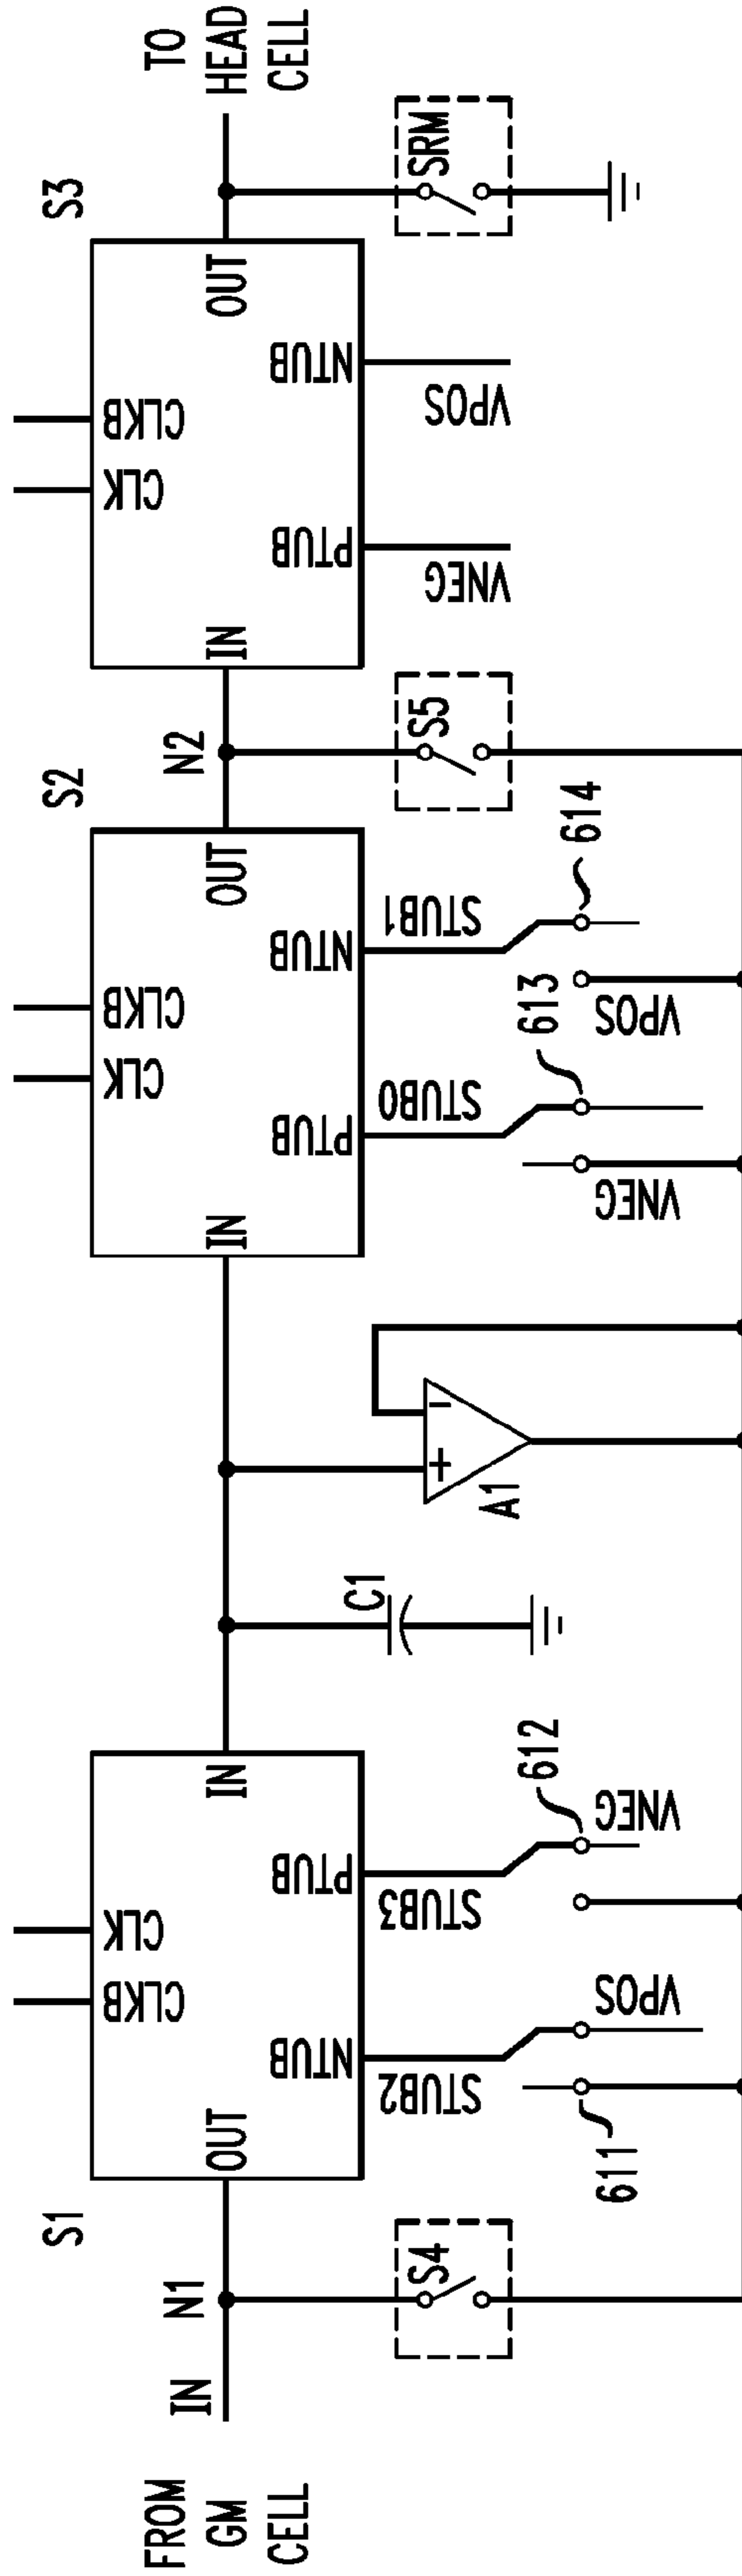 FROM
GM
CELL
IN
N1
S1
OUT
CLKB
CLK
IN
NTUB
PTUB
STUB2
STUB3
VPOS
VNEG
611
612
S4
C1
A1
+
−
S2
IN
CLK
CLKB
OUT
PTUB
NTUB
STUB0
STUB1
VNEG
VPOS
613
614
N2
S5
S3
IN
CLK
CLKB
OUT
PTUB
NTUB
VNEG
VPOS
SRM
TO
HEAD
CELL